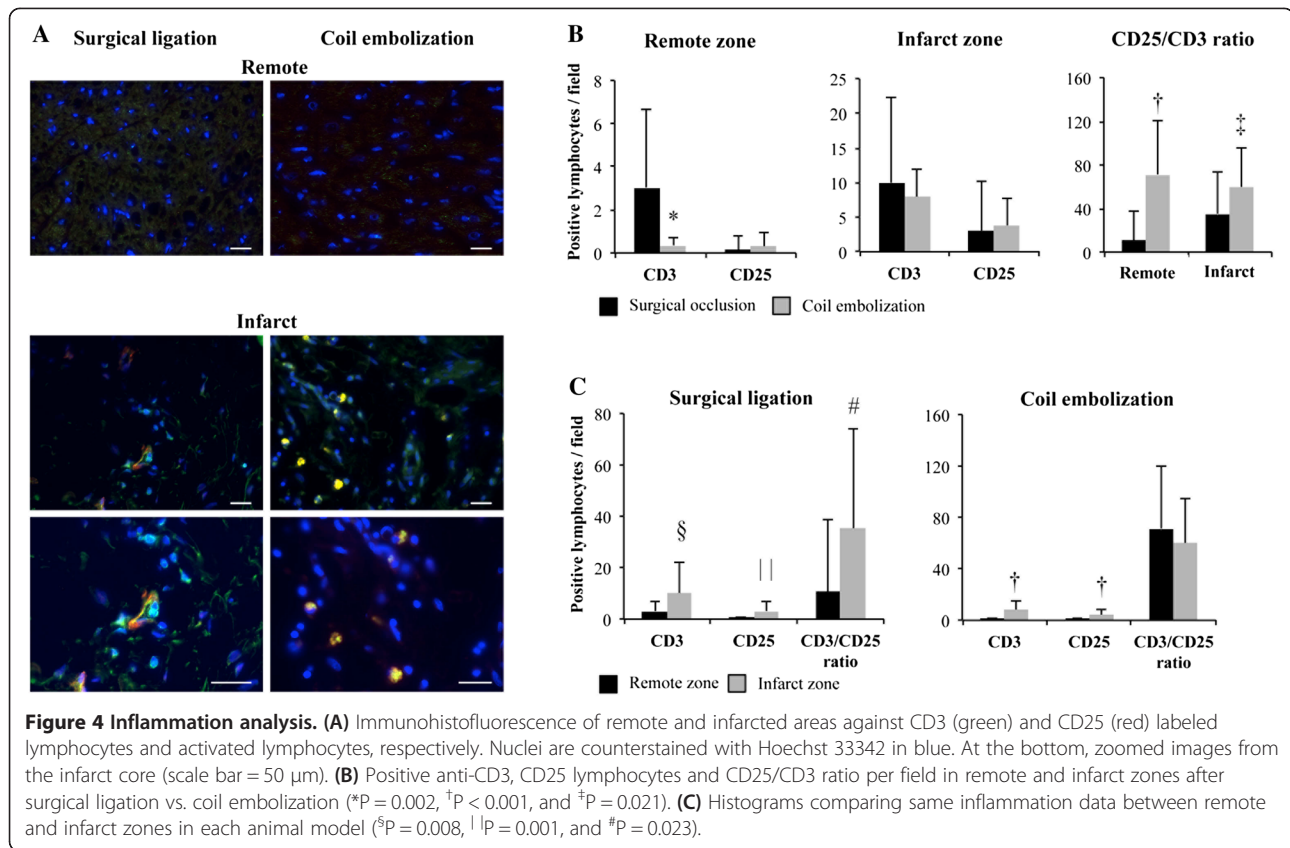 A
Surgical ligation
Coil embolization
Remote
Infarct
B
Remote zone
Infarct zone
CD25/CD3 ratio
Positive lymphocytes / field
8
6
4
2
0
*
CD3
CD25
25
20
15
10
5
0
CD3
CD25
160
120
80
40
0
†
‡
Remote
Infarct
Surgical occlusion
Coil embolization
C
Surgical ligation
Coil embolization
Positive lymphocytes / field
80
60
40
20
0
§
||
#
CD3
CD25
CD3/CD25
ratio
160
120
80
40
0
†
†
CD3
CD25
CD3/CD25
ratio
Remote zone
Infarct zone
Figure 4 Inflammation analysis. (A) Immunohistofluorescence of remote and infarcted areas against CD3 (green) and CD25 (red) labeled
lymphocytes and activated lymphocytes, respectively. Nuclei are counterstained with Hoechst 33342 in blue. At the bottom, zoomed images from
the infarct core (scale bar = 50 μm). (B) Positive anti-CD3, CD25 lymphocytes and CD25/CD3 ratio per field in remote and infarct zones after
surgical ligation vs. coil embolization (*P = 0.002, †P < 0.001, and ‡P = 0.021). (C) Histograms comparing same inflammation data between remote
and infarct zones in each animal model (§P = 0.008, ||P = 0.001, and #P = 0.023).